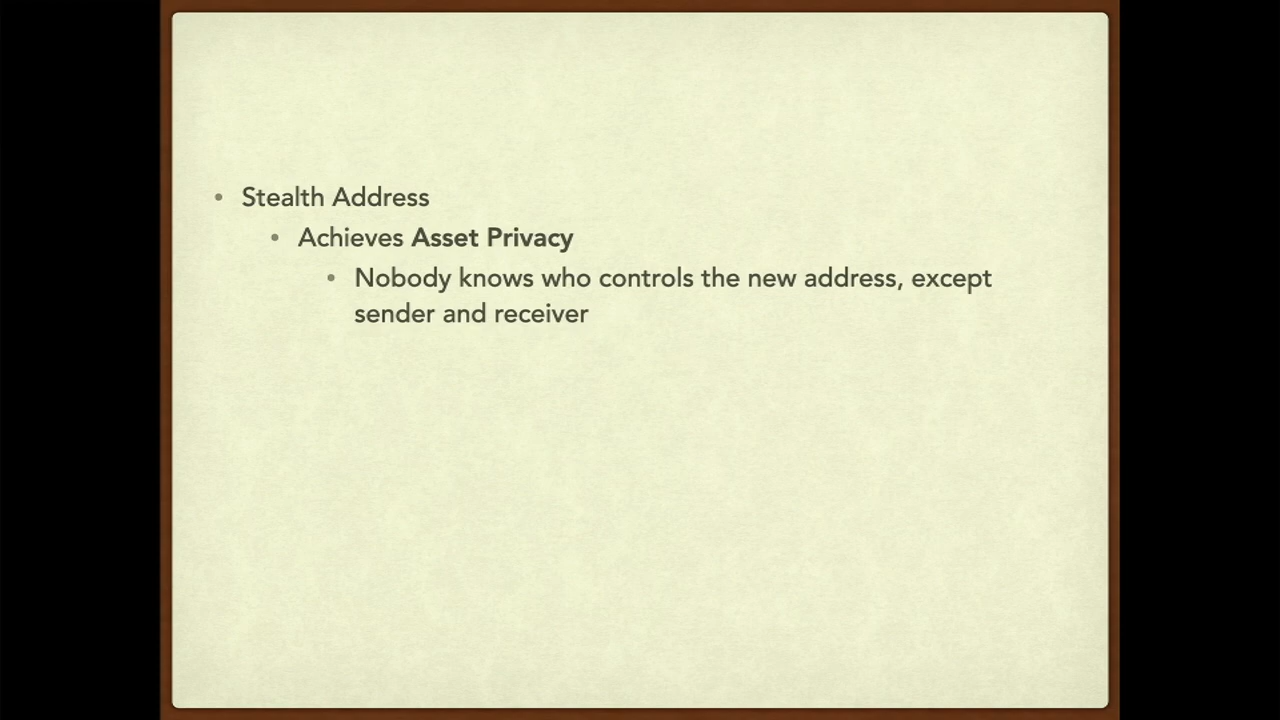 • Stealth Address
• Achieves Asset Privacy
• Nobody knows who controls the new address, except
sender and receiver